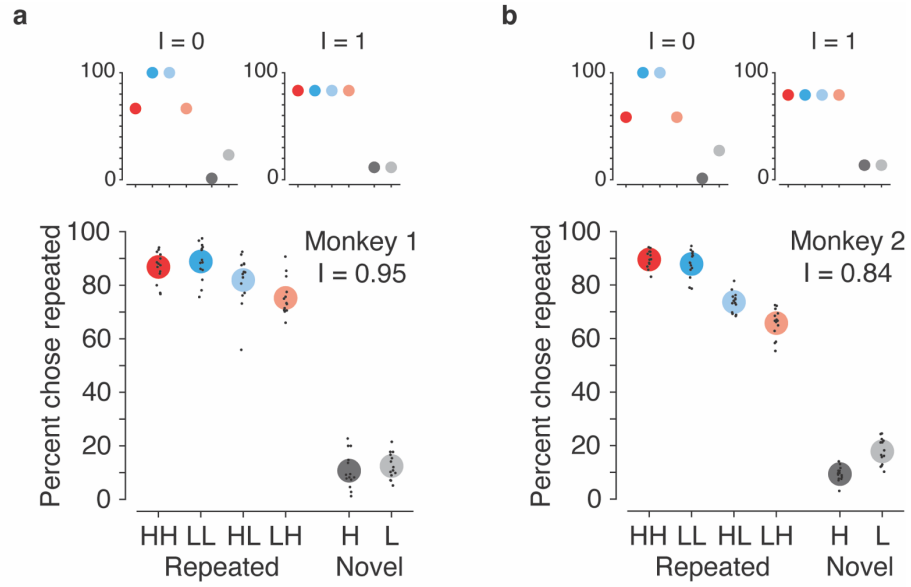 a
I = 0
I = 1
100
0
100
0
Monkey 1
I = 0.95
Percent chose repeated
100
80
60
40
20
0
HH LL HL LH H L
Repeated Novel
b
I = 0
I = 1
100
0
100
0
Monkey 2
I = 0.84
Percent chose repeated
100
80
60
40
20
0
HH LL HL LH H L
Repeated Novel